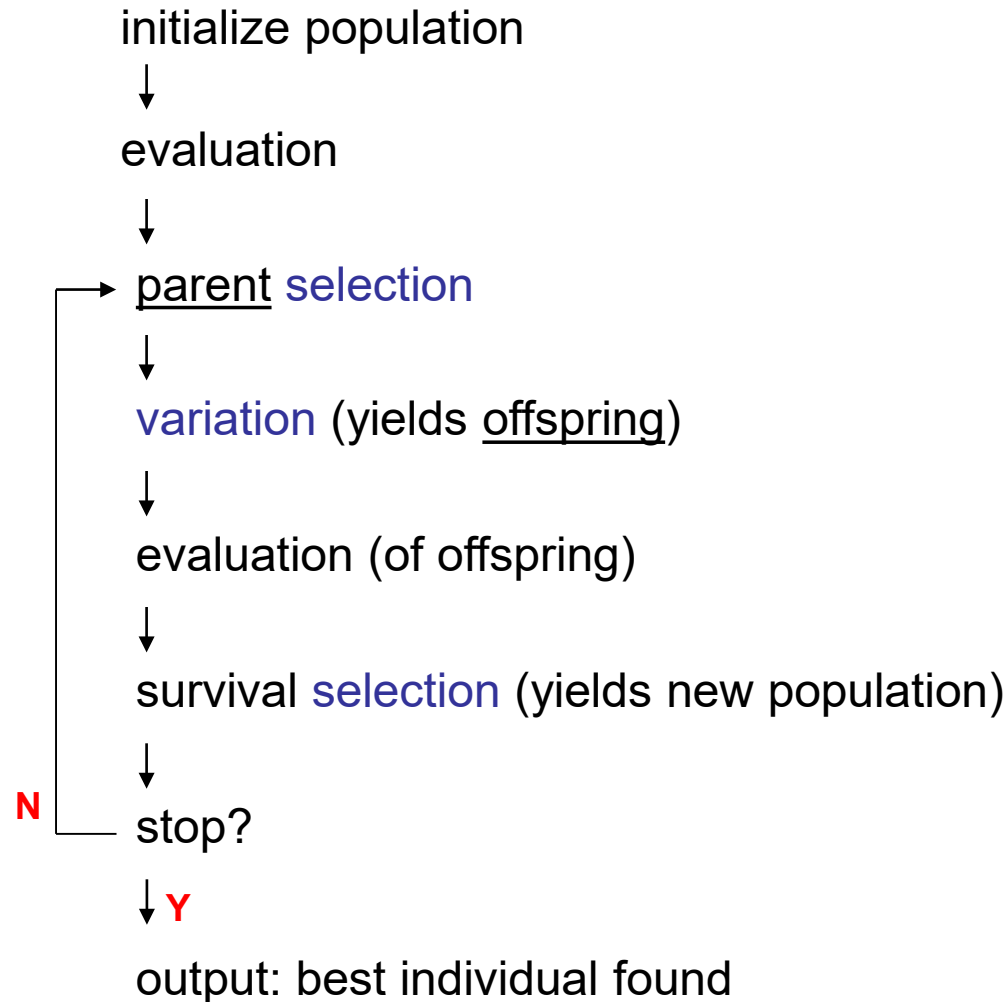 initialize population
evaluation
parent selection
variation (yields offspring)
evaluation (of offspring)
survival selection (yields new population)
N
stop?
Y
output: best individual found